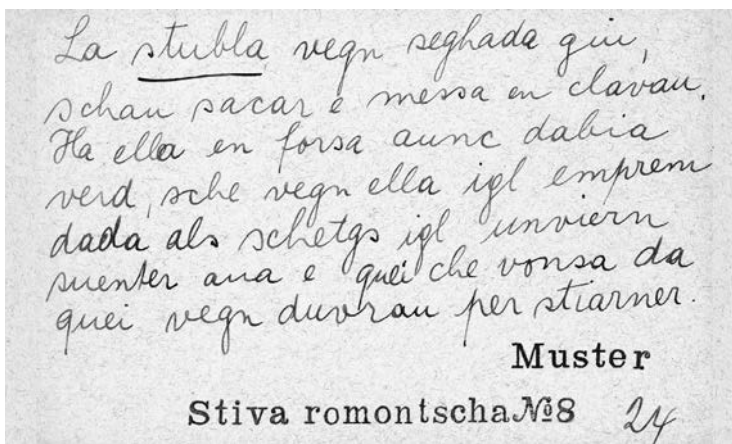 La stubla vegn seghada giu,
schau sacar e messa en clavau.
Ha ella en forsa aunc dabia
verd, sche vegn ella igl emprem
dada als schetgs igl unviern
suenter aua e quei che vonsa da
quei vegn duvrau per stiarner.
Muster
Stiva romontscha №8 24